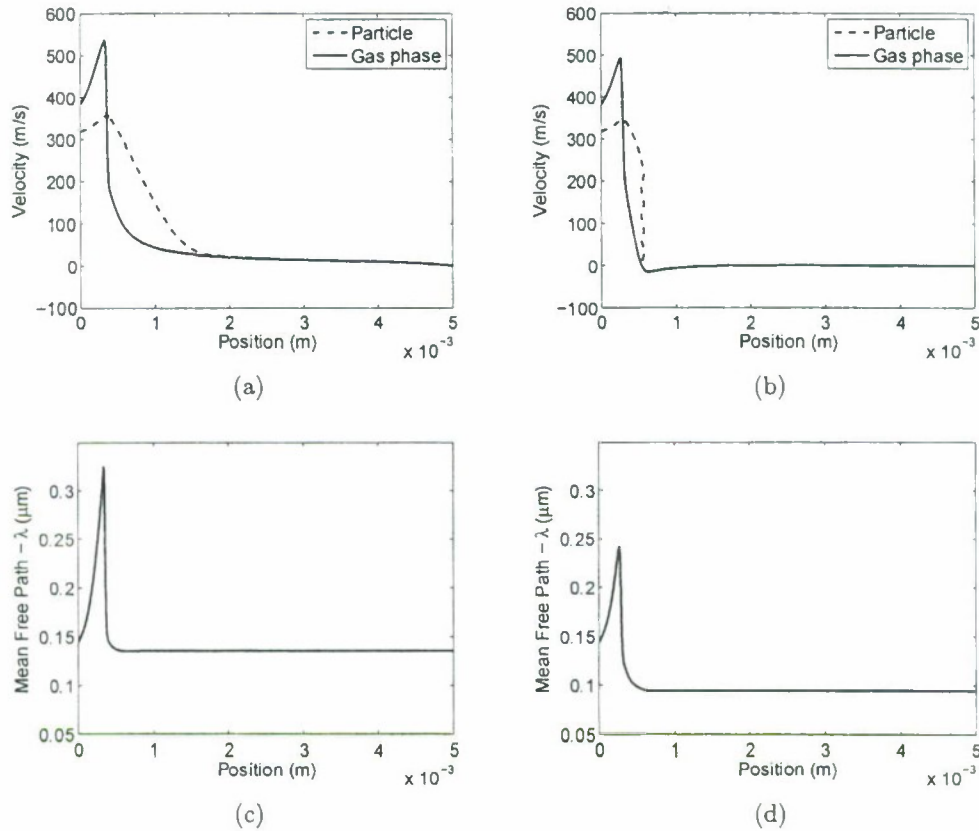 600
500
400
300
200
100
0
−100
Velocity (m/s)
Particle
Gas phase
0 1 2 3 4 5
Position (m)
x 10⁻³
(a)
600
500
400
300
200
100
0
−100
Velocity (m/s)
Particle
Gas phase
0 1 2 3 4 5
Position (m)
x 10⁻³
(b)
0.3
0.25
0.2
0.15
0.1
0.05
Mean Free Path − λ (μm)
0 1 2 3 4 5
Position (m)
x 10⁻³
(c)
0.3
0.25
0.2
0.15
0.1
0.05
Mean Free Path − λ (μm)
0 1 2 3 4 5
Position (m)
x 10⁻³
(d)